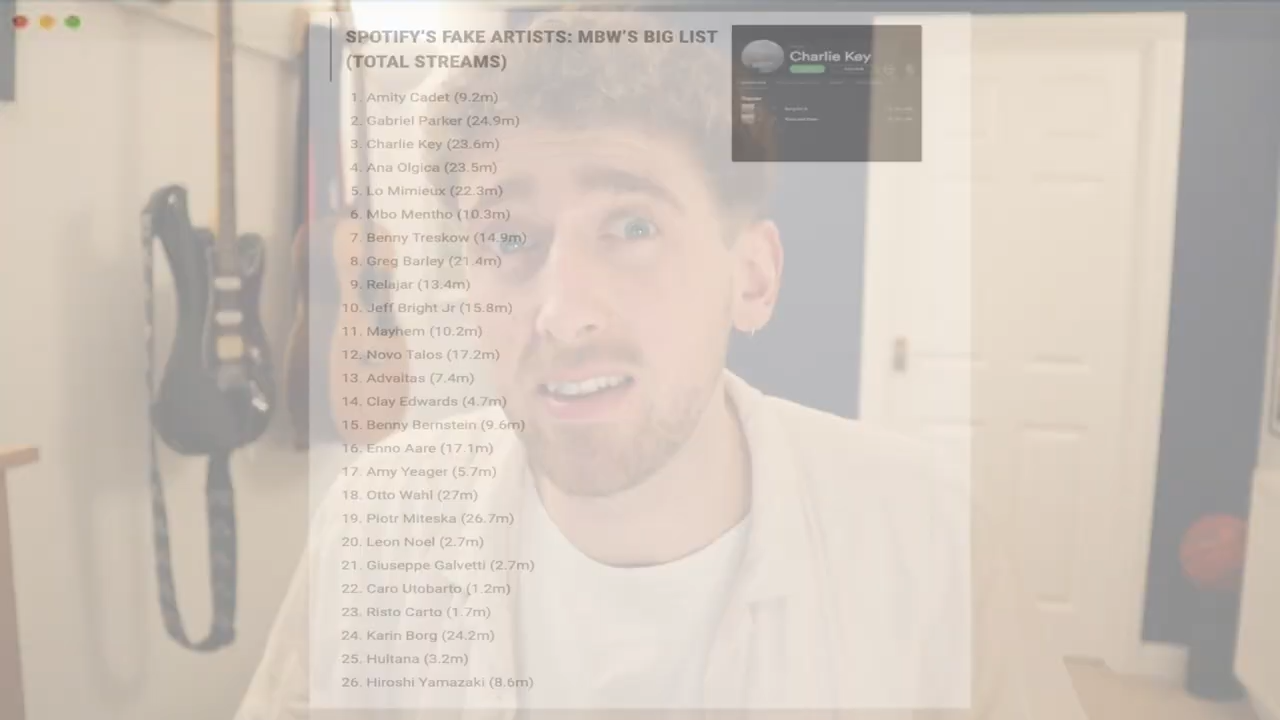 SPOTIFY'S FAKE ARTISTS: MBW'S BIG LIST
(TOTAL STREAMS)
1. Amity Cadet (9.2m)
2. Gabriel Parker (24.9m)
3. Charlie Key (23.6m)
4. Ana Olgica (23.5m)
5. Lo Mimieux (22.3m)
6. Mbo Mentho (10.3m)
7. Benny Treskow (14.9m)
8. Greg Barley (21.4m)
9. Relajar (13.4m)
10. Jeff Bright Jr (15.8m)
11. Mayhem (10.2m)
12. Novo Talos (17.2m)
13. Advaitas (7.4m)
14. Clay Edwards (4.7m)
15. Benny Bernstein (9.6m)
16. Enno Aare (17.1m)
17. Amy Yeager (5.7m)
18. Otto Wahl (27m)
19. Piotr Miteska (26.7m)
20. Leon Noel (2.7m)
21. Giuseppe Galvetti (2.7m)
22. Caro Utobarto (1.2m)
23. Risto Carto (1.7m)
24. Karin Borg (24.2m)
25. Hultana (3.2m)
26. Hiroshi Yamazaki (8.6m)
Charlie Key